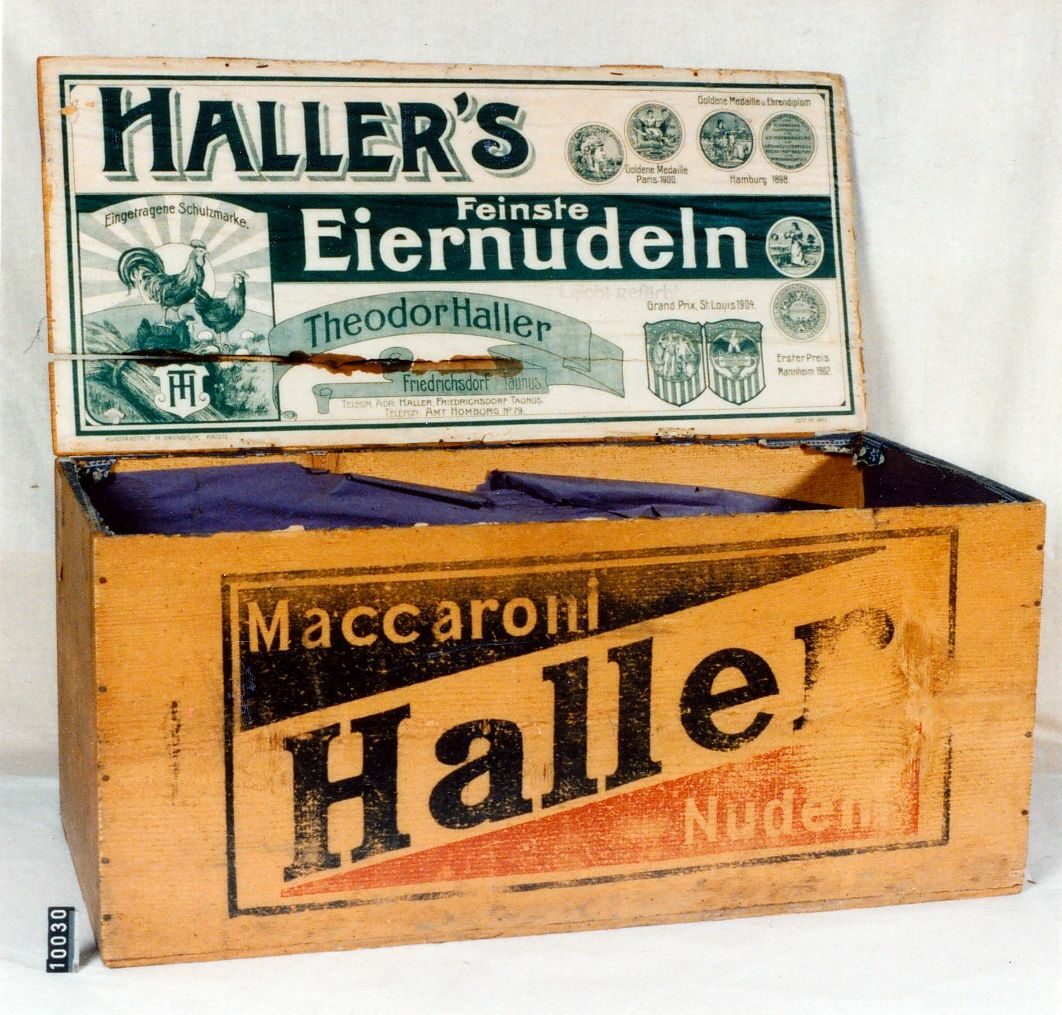 HALLER'S
Goldene Medaille u. Ehrendiplom
Goldene Medaille
Paris 1900.
Hamburg 1898.
Eingetragene Schutzmarke.
Feinste
Eiernudeln
Theodor Haller
Friedrichsdorf Taunus
TELEGR. ADR. HALLER, FRIEDRICHSDORF TAUNUS.
TELEFON: AMT HOMBURG Nº 79.
Grand Prix, St. Louis 1904.
Erster Preis
Mannheim 1902
TH
Maccaroni
Haller
Nudeln
10030